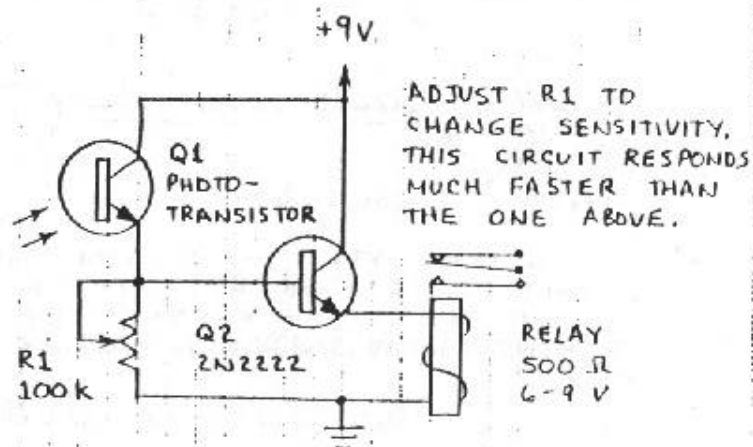 +9V
ADJUST R1 TO
CHANGE SENSITIVITY.
THIS CIRCUIT RESPONDS
MUCH FASTER THAN
THE ONE ABOVE.
Q1
PHOTO-
TRANSISTOR
Q2
2N2222
R1
100k
RELAY
500 Ω
6-9 V